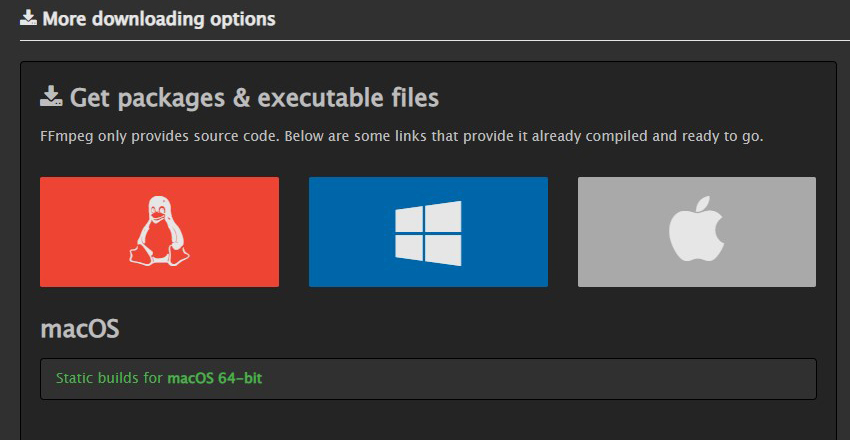 More downloading options
Get packages & executable files
FFmpeg only provides source code. Below are some links that provide it already compiled and ready to go.
macOS
Static builds for macOS 64-bit